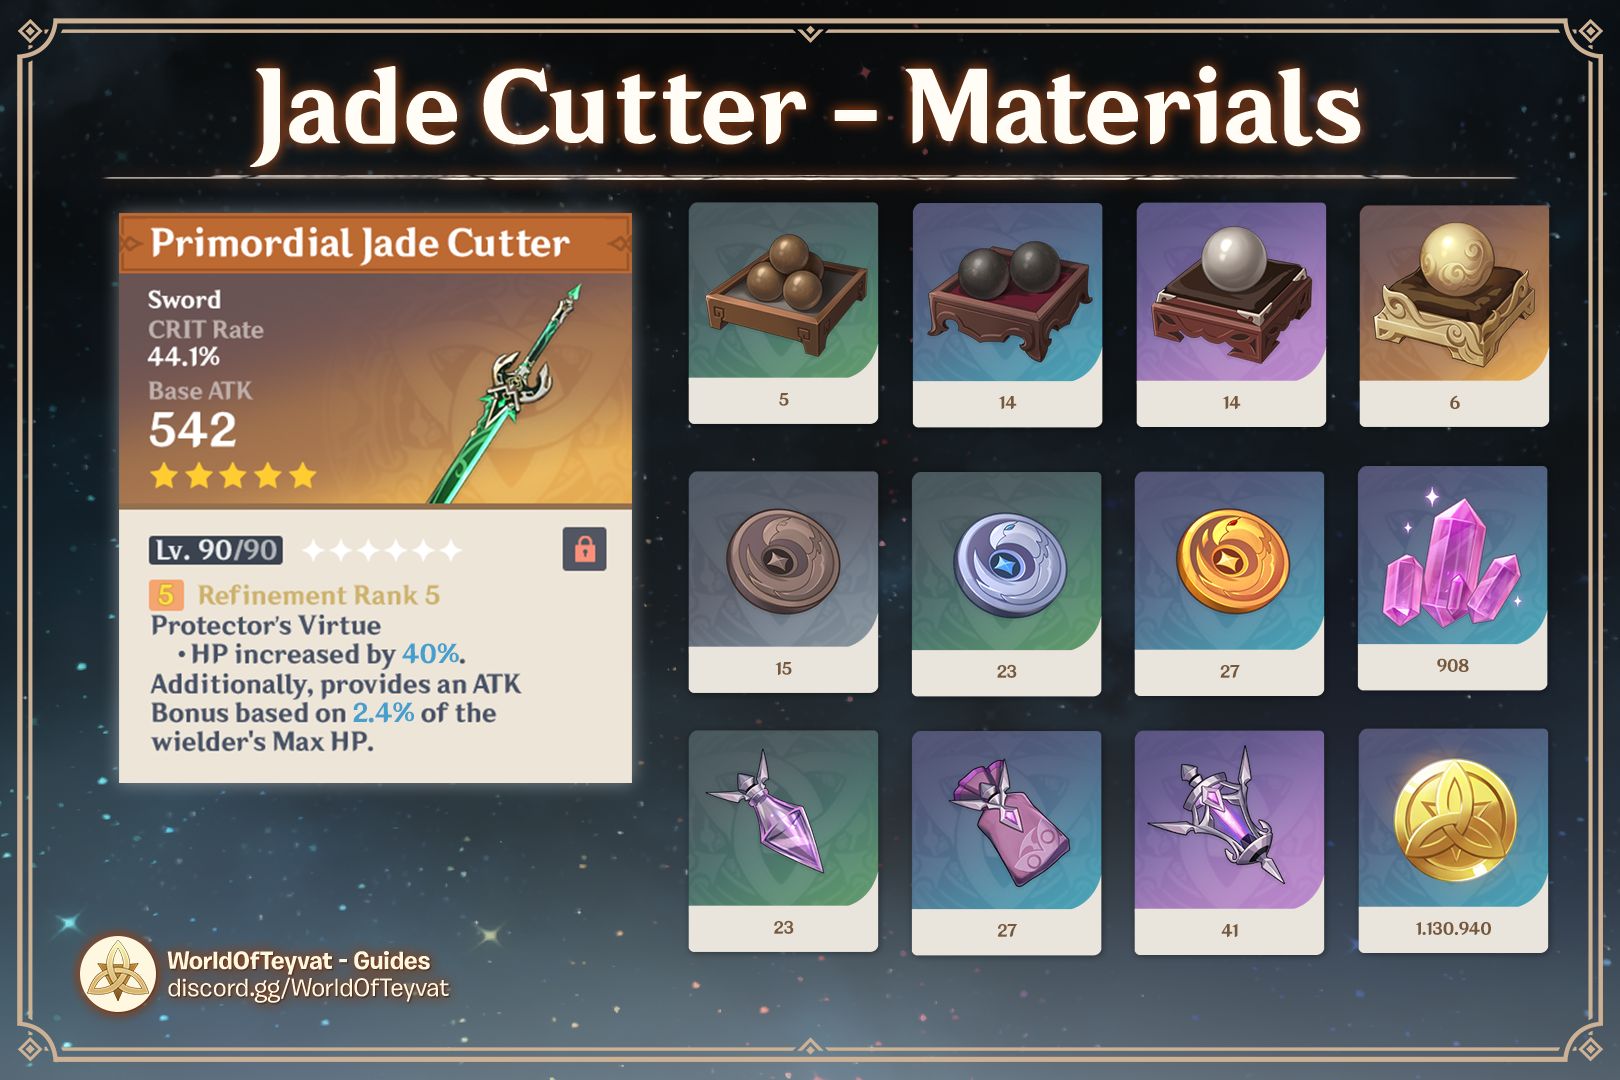 Jade Cutter - Materials
Primordial Jade Cutter
Sword
CRIT Rate
44.1%
Base ATK
542
Lv. 90/90
5 Refinement Rank 5
Protector's Virtue
• HP increased by 40%.
Additionally, provides an ATK
Bonus based on 2.4% of the
wielder's Max HP.
5
14
14
6
15
23
27
908
23
27
41
1.130.940
WorldOfTeyvat - Guides
discord.gg/WorldOfTeyvat